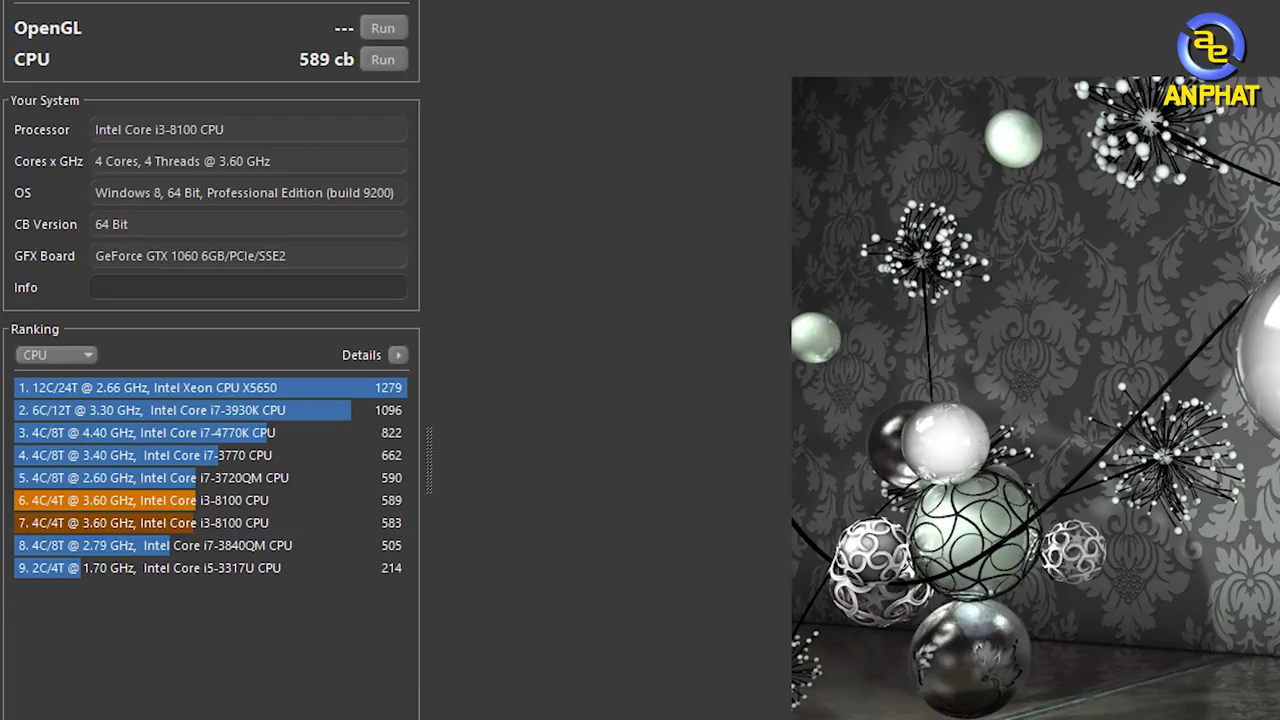 OpenGL --- Run
CPU 589 cb Run
Your System
Processor Intel Core i3-8100 CPU
Cores x GHz 4 Cores, 4 Threads @ 3.60 GHz
OS Windows 8, 64 Bit, Professional Edition (build 9200)
CB Version 64 Bit
GFX Board GeForce GTX 1060 6GB/PCIe/SSE2
Info
Ranking
CPU Details
1. 12C/24T @ 2.66 GHz, Intel Xeon CPU X5650 1279
2. 6C/12T @ 3.30 GHz, Intel Core i7-3930K CPU 1096
3. 4C/8T @ 4.40 GHz, Intel Core i7-4770K CPU 822
4. 4C/8T @ 3.40 GHz, Intel Core i7-3770 CPU 662
5. 4C/8T @ 2.60 GHz, Intel Core i7-3720QM CPU 590
6. 4C/4T @ 3.60 GHz, Intel Core i3-8100 CPU 589
7. 4C/4T @ 3.60 GHz, Intel Core i3-8100 CPU 583
8. 4C/8T @ 2.79 GHz, Intel Core i7-3840QM CPU 505
9. 2C/4T @ 1.70 GHz, Intel Core i5-3317U CPU 214
ae
ANPHAT